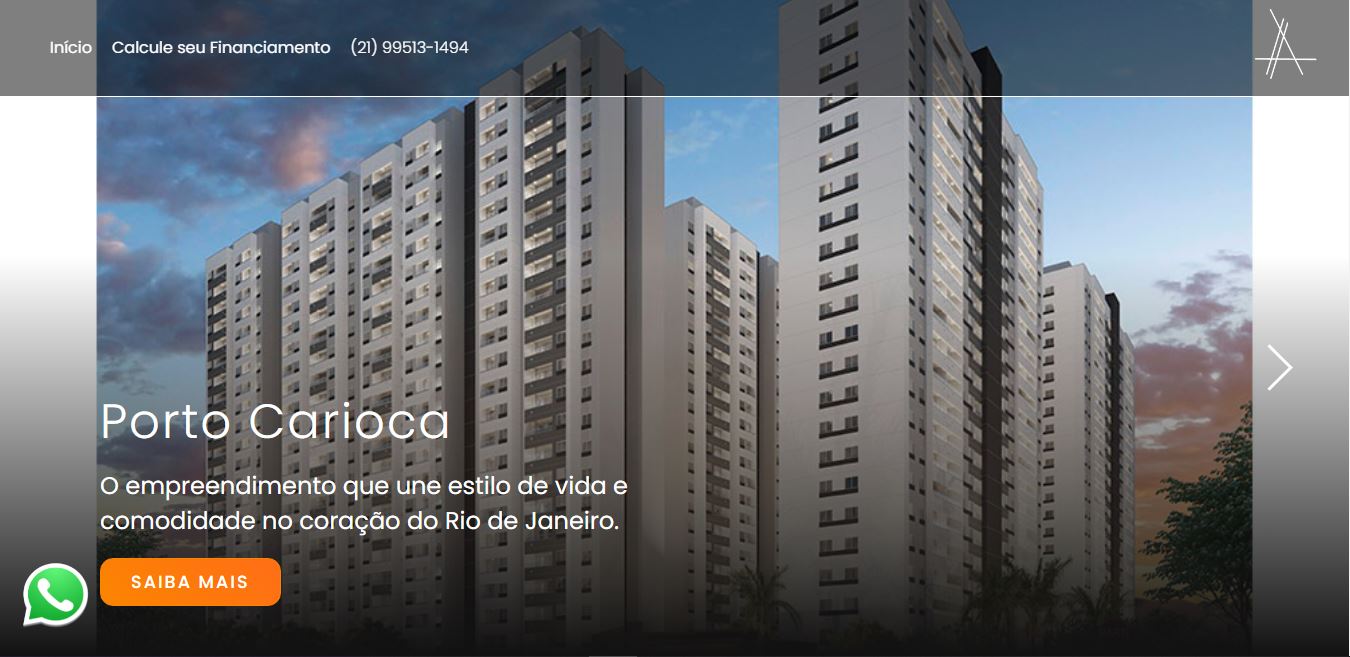 Início Calcule seu Financiamento (21) 99513-1494
Porto Carioca
O empreendimento que une estilo de vida e
comodidade no coração do Rio de Janeiro.
SAIBA MAIS